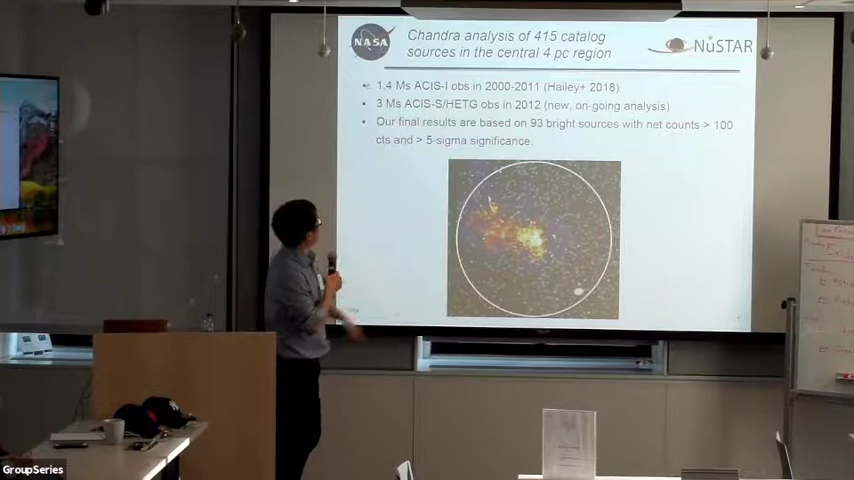 NASA
Chandra analysis of 415 catalog
sources in the central 4 pc region
NuSTAR
1.4 Ms ACIS-I obs in 2000-2011 (Hailey+ 2018)
3 Ms ACIS-S/HETG obs in 2012 (new, on-going analysis)
Our final results are based on 93 bright sources with net counts > 100
cts and > 5-sigma significance.
GroupSeries